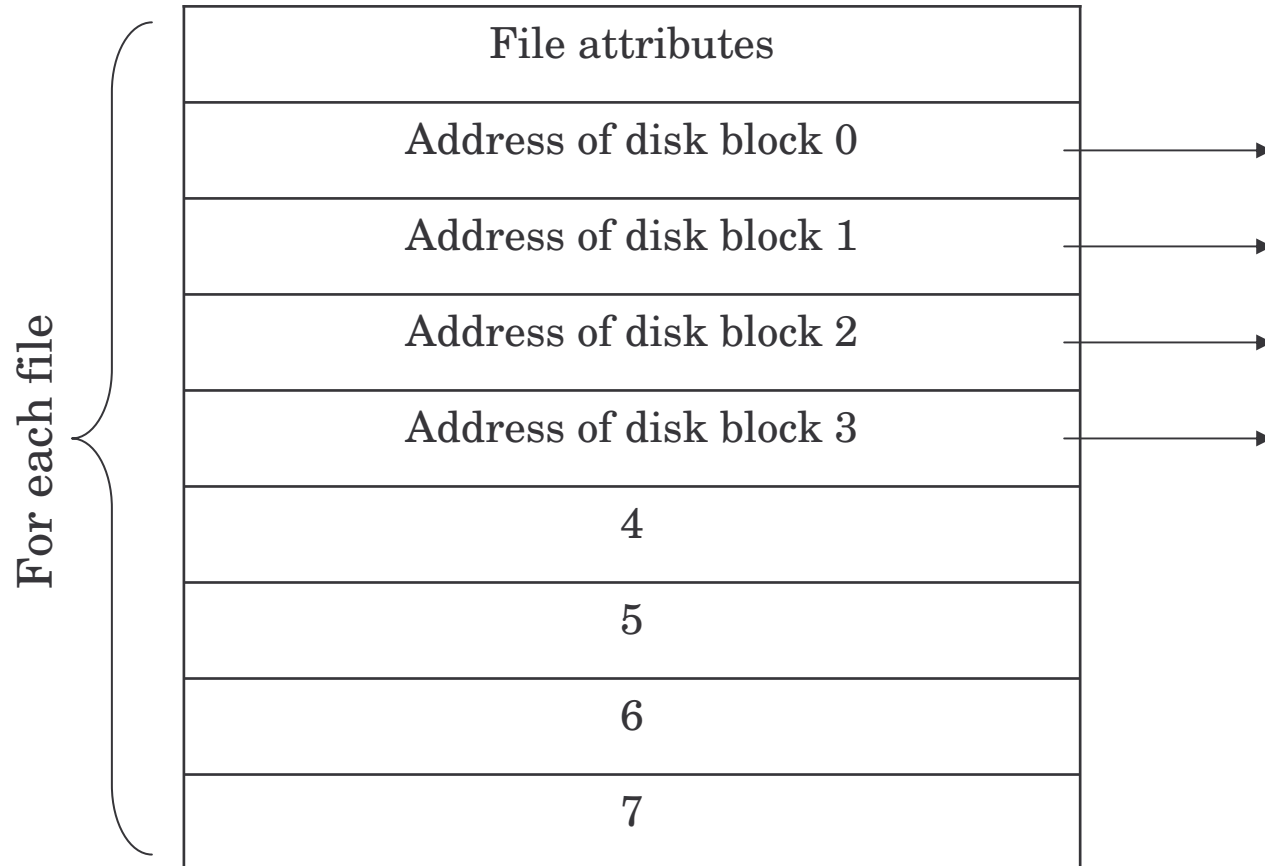 For each file
File attributes
Address of disk block 0
Address of disk block 1
Address of disk block 2
Address of disk block 3
4
5
6
7